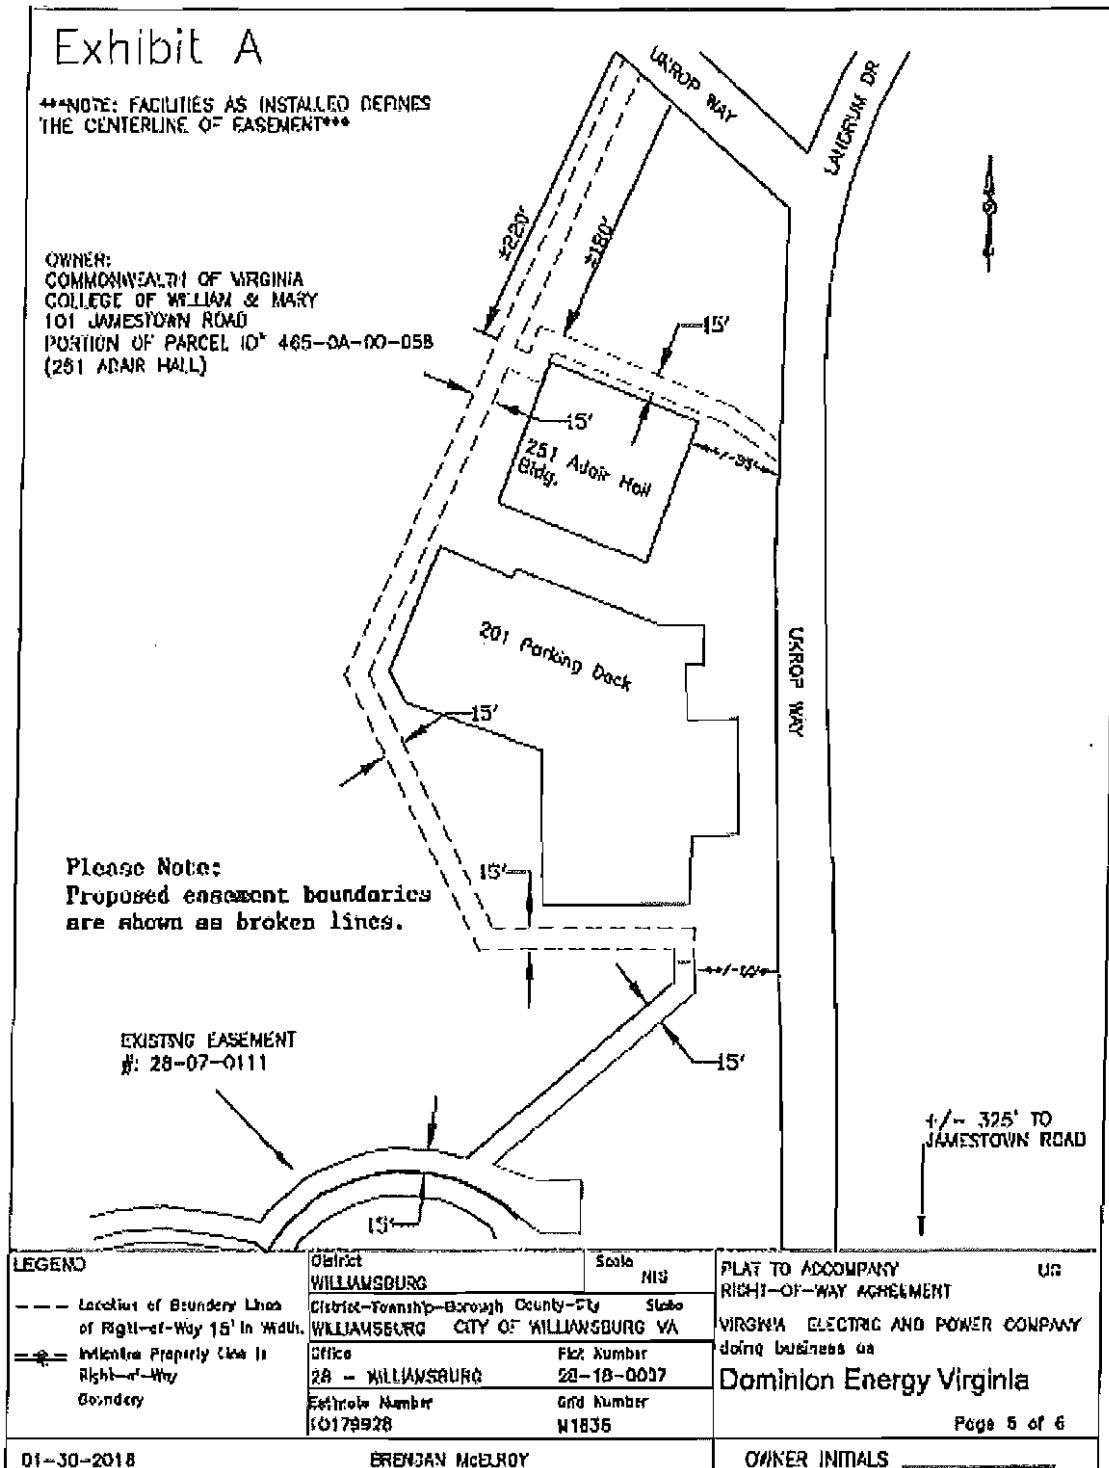 Exhibit A
***NOTE: FACILITIES AS INSTALLED DEFINES
THE CENTERLINE OF EASEMENT***
OWNER:
COMMONWEALTH OF VIRGINIA
COLLEGE OF WILLIAM & MARY
101 JAMESTOWN ROAD
PORTION OF PARCEL ID# 465-0A-00-05B
(251 ADAIR HALL)
UKROP WAY
LANDRUM DR
±220'
±180'
15'
15'
251 Adair Hall
Bldg.
201 Parking Deck
UKROP WAY
15'
15'
Please Note:
Proposed easement boundaries
are shown as broken lines.
15'
EXISTING EASEMENT
#: 28-07-0111
15'
+/- 325' TO
JAMESTOWN ROAD
LEGEND
Location of Boundary Lines
of Right-of-Way 15' in Width.
Indicates Property Line is
Right-of-Way
Boundary
District
WILLIAMSBURG
Scale
NTS
District-Township-Borough County-City State
WILLIAMSBURG CITY OF WILLIAMSBURG VA
Office
28 - WILLIAMSBURG
Plat Number
28-18-0007
Estimate Number
10179928
Grid Number
M1835
PLAT TO ACCOMPANY UG
RIGHT-OF-WAY AGREEMENT
VIRGINIA ELECTRIC AND POWER COMPANY
doing business as
Dominion Energy Virginia
Page 5 of 6
01-30-2018
BRENDAN McELROY
OWNER INITIALS